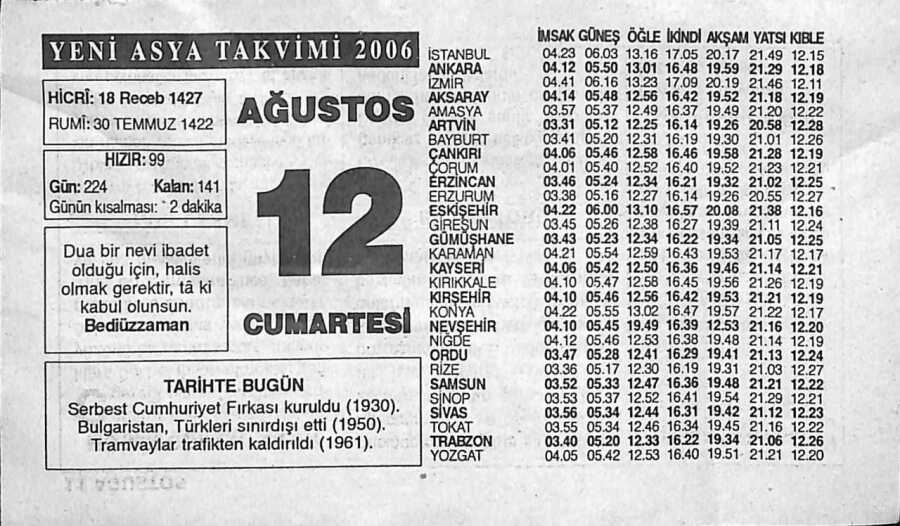 YENİ ASYA TAKVİMİ 2006
HİCRÎ: 18 Receb 1427
RUMÎ: 30 TEMMUZ 1422
HIZIR: 99
Gün: 224 Kalan: 141
Günün kısalması: 2 dakika
AĞUSTOS
12
CUMARTESİ
Dua bir nevi ibadet
olduğu için, halis
olmak gerektir, tâ ki
kabul olunsun.
Bediüzzaman
TARİHTE BUGÜN
Serbest Cumhuriyet Fırkası kuruldu (1930).
Bulgaristan, Türkleri sınırdışı etti (1950).
Tramvaylar trafikten kaldırıldı (1961).
İMSAK GÜNEŞ ÖĞLE İKİNDİ AKŞAM YATSI KIBLE
İSTANBUL 04.23 06.03 13.16 17.05 20.17 21.49 12.15
ANKARA 04.12 05.50 13.01 16.48 19.59 21.29 12.18
İZMİR 04.41 06.16 13.23 17.09 20.19 21.46 12.11
AKSARAY 04.14 05.48 12.56 16.42 19.52 21.18 12.19
AMASYA 03.57 05.37 12.49 16.37 19.49 21.20 12.22
ARTVİN 03.31 05.12 12.25 16.14 19.26 20.58 12.28
BAYBURT 03.41 05.20 12.31 16.19 19.30 21.01 12.26
ÇANKIRI 04.06 05.46 12.58 16.46 19.58 21.28 12.19
ÇORUM 04.01 05.40 12.52 16.40 19.52 21.23 12.21
ERZİNCAN 03.46 05.24 12.34 16.21 19.32 21.02 12.25
ERZURUM 03.38 05.16 12.27 16.14 19.26 20.55 12.27
ESKİŞEHİR 04.22 06.00 13.10 16.57 20.08 21.38 12.16
GİRESUN 03.45 05.26 12.38 16.27 19.39 21.11 12.24
GÜMÜŞHANE 03.43 05.23 12.34 16.22 19.34 21.05 12.25
KARAMAN 04.21 05.54 12.59 16.43 19.53 21.17 12.17
KAYSERİ 04.06 05.42 12.50 16.36 19.46 21.14 12.21
KIRIKKALE 04.10 05.47 12.58 16.45 19.56 21.26 12.19
KIRŞEHİR 04.10 05.46 12.56 16.42 19.53 21.21 12.19
KONYA 04.22 05.55 13.02 16.47 19.57 21.22 12.17
NEVŞEHİR 04.10 05.45 19.49 16.39 12.53 21.16 12.20
NİĞDE 04.12 05.46 12.53 16.38 19.48 21.14 12.19
ORDU 03.47 05.28 12.41 16.29 19.41 21.13 12.24
RİZE 03.36 05.17 12.30 16.19 19.31 21.03 12.27
SAMSUN 03.52 05.33 12.47 16.36 19.48 21.21 12.22
SİNOP 03.53 05.37 12.52 16.41 19.54 21.29 12.21
SİVAS 03.56 05.34 12.44 16.31 19.42 21.12 12.23
TOKAT 03.55 05.34 12.46 16.34 19.45 21.16 12.22
TRABZON 03.40 05.20 12.33 16.22 19.34 21.06 12.26
YOZGAT 04.05 05.42 12.53 16.40 19.51 21.21 12.20